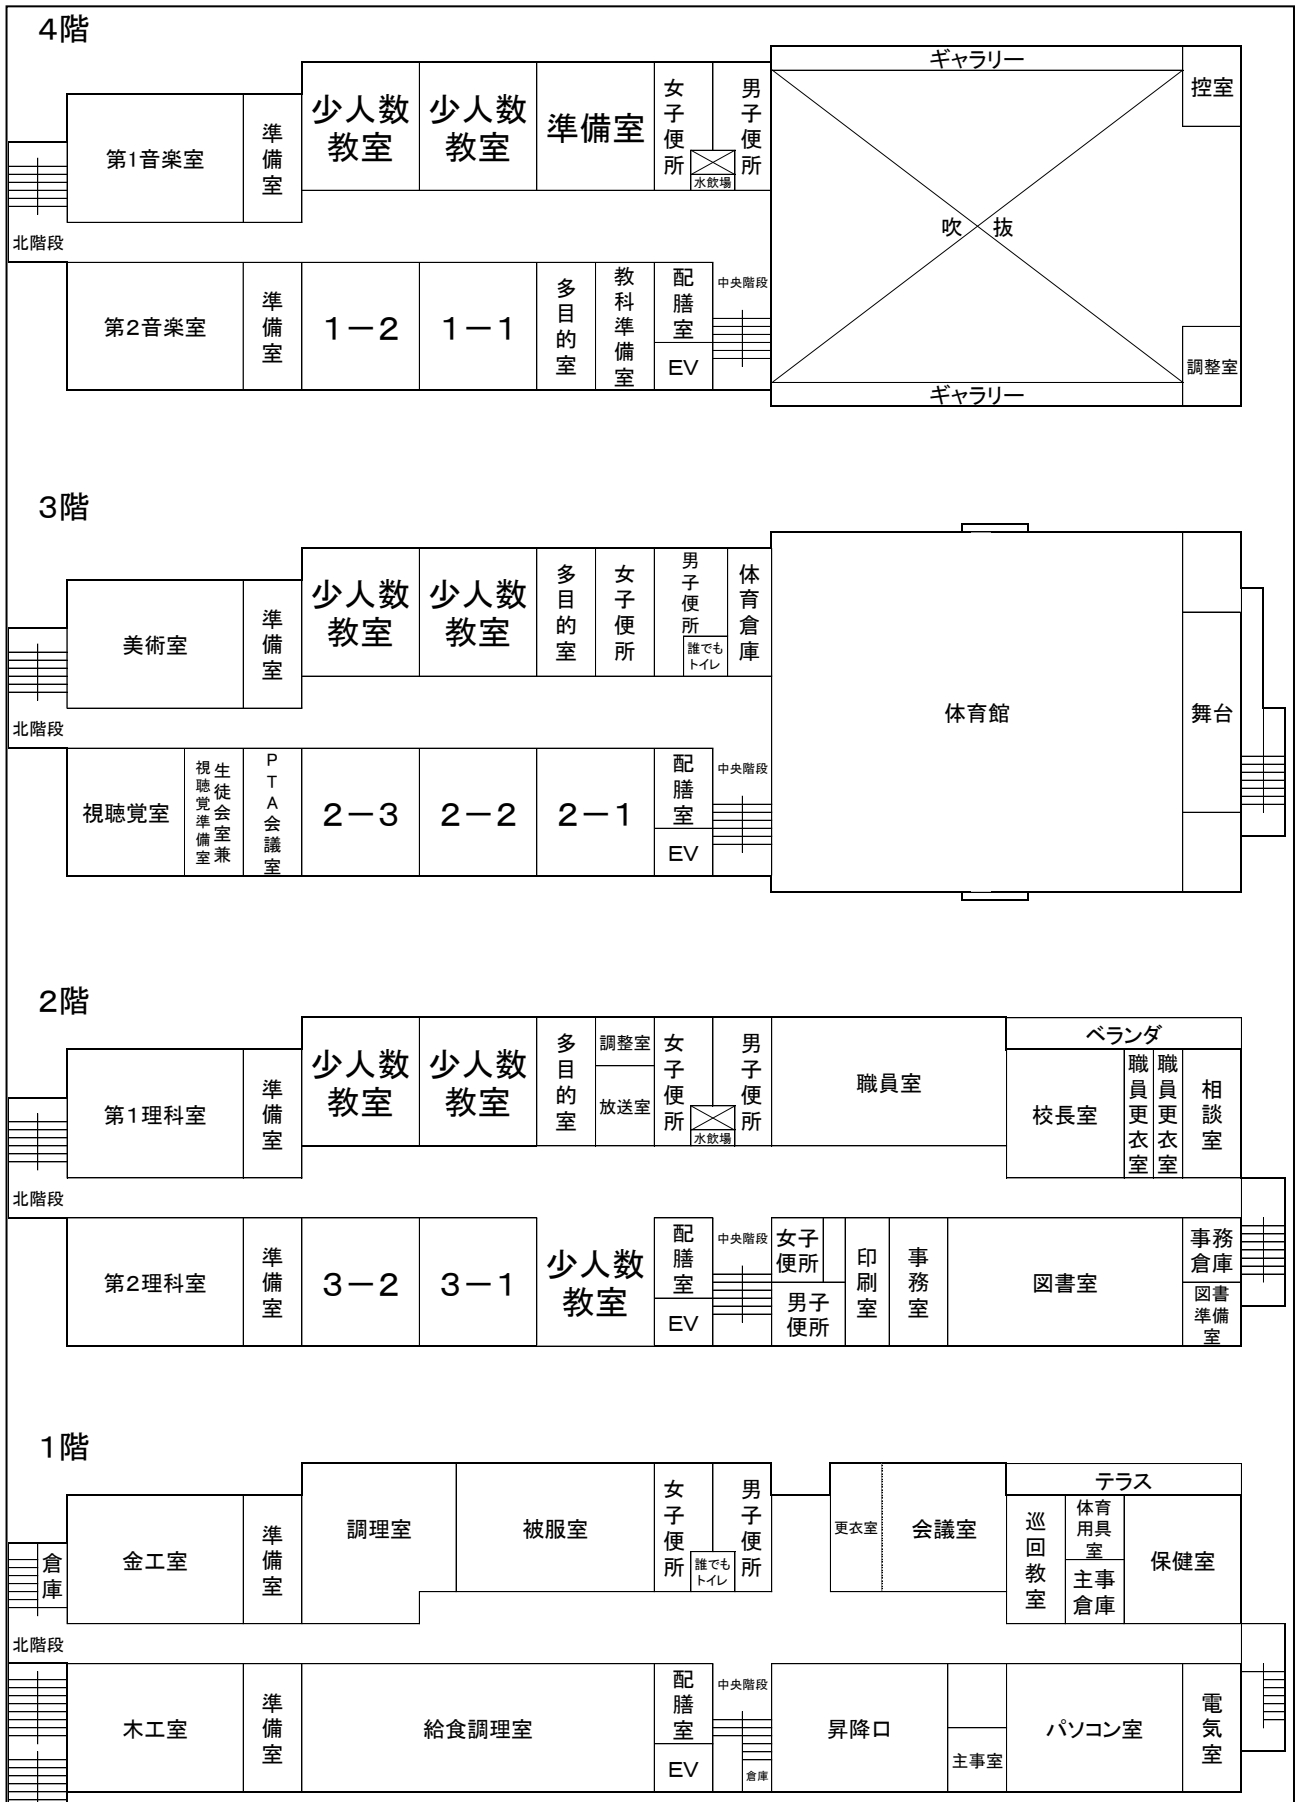 4階
ギャラリー
控室
第1音楽室
準備室
少人数
教室
少人数
教室
準備室
女子便所
水飲場
男子便所
吹
抜
北階段
第2音楽室
準備室
1－2
1－1
多目的室
教科準備室
配膳室
EV
中央階段
調整室
ギャラリー
3階
美術室
準備室
少人数
教室
少人数
教室
多目的室
女子便所
男子便所
誰でも
トイレ
体育倉庫
体育館
舞台
北階段
視聴覚室
生徒会室兼
視聴覚準備室
PTA会議室
2－3
2－2
2－1
配膳室
EV
中央階段
2階
第1理科室
準備室
少人数
教室
少人数
教室
多目的室
調整室
放送室
女子便所
水飲場
男子便所
職員室
ベランダ
校長室
職員更衣室
職員更衣室
相談室
北階段
第2理科室
準備室
3－2
3－1
少人数
教室
配膳室
EV
中央階段
女子
便所
男子
便所
印刷室
事務室
図書室
事務
倉庫
図書
準備
室
1階
倉庫
金工室
準備室
調理室
被服室
女子便所
誰でも
トイレ
男子便所
更衣室
会議室
テラス
巡回教室
体育
用具
室
主事
倉庫
保健室
北階段
木工室
準備室
給食調理室
配膳室
EV
中央階段
倉庫
昇降口
主事室
パソコン室
電気室